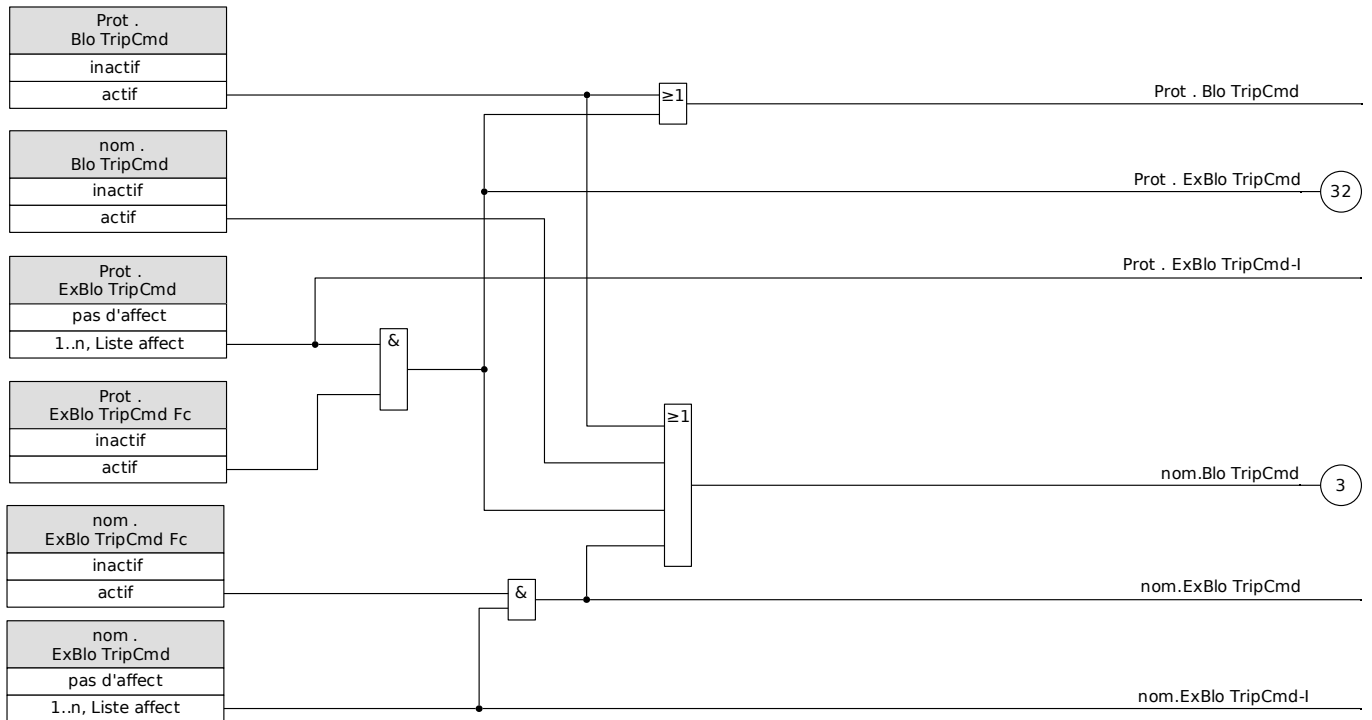 Prot .
Blo TripCmd
inactif
actif
nom .
Blo TripCmd
inactif
actif
Prot .
ExBlo TripCmd
pas d'affect
1..n, Liste affect
Prot .
ExBlo TripCmd Fc
inactif
actif
nom .
ExBlo TripCmd Fc
inactif
actif
nom .
ExBlo TripCmd
pas d'affect
1..n, Liste affect
&
&
≥1
≥1
Prot . Blo TripCmd
Prot . ExBlo TripCmd
32
Prot . ExBlo TripCmd-I
nom.Blo TripCmd
3
nom.ExBlo TripCmd
nom.ExBlo TripCmd-I